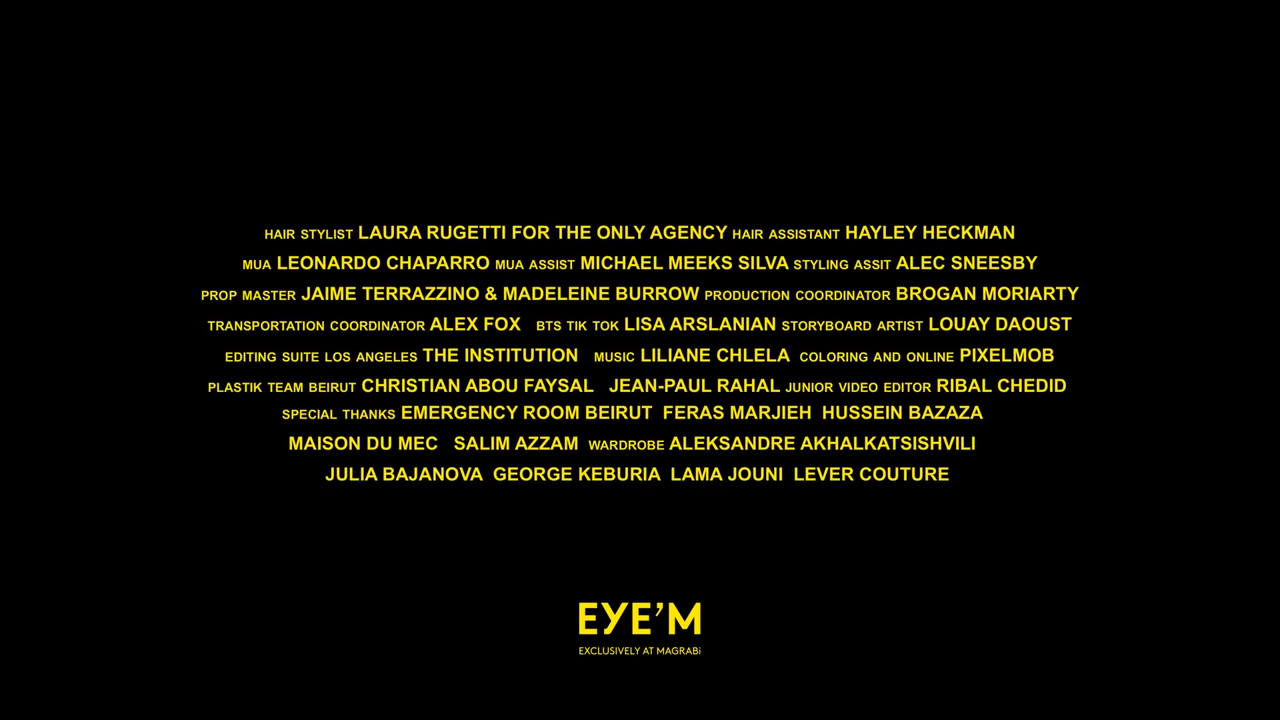 HAIR STYLIST LAURA RUGETTI FOR THE ONLY AGENCY HAIR ASSISTANT HAYLEY HECKMAN
MUA LEONARDO CHAPARRO MUA ASSIST MICHAEL MEEKS SILVA STYLING ASSIT ALEC SNEESBY
PROP MASTER JAIME TERRAZZINO & MADELEINE BURROW PRODUCTION COORDINATOR BROGAN MORIARTY
TRANSPORTATION COORDINATOR ALEX FOX BTS TIK TOK LISA ARSLANIAN STORYBOARD ARTIST LOUAY DAOUST
EDITING SUITE LOS ANGELES THE INSTITUTION MUSIC LILIANE CHLELA COLORING AND ONLINE PIXELMOB
PLASTIK TEAM BEIRUT CHRISTIAN ABOU FAYSAL JEAN-PAUL RAHAL JUNIOR VIDEO EDITOR RIBAL CHEDID
SPECIAL THANKS EMERGENCY ROOM BEIRUT FERAS MARJIEH HUSSEIN BAZAZA
MAISON DU MEC SALIM AZZAM WARDROBE ALEKSANDRE AKHALKATSISHVILI
JULIA BAJANOVA GEORGE KEBURIA LAMA JOUNI LEVER COUTURE
EYE'M
EXCLUSIVELY AT MAGRABi